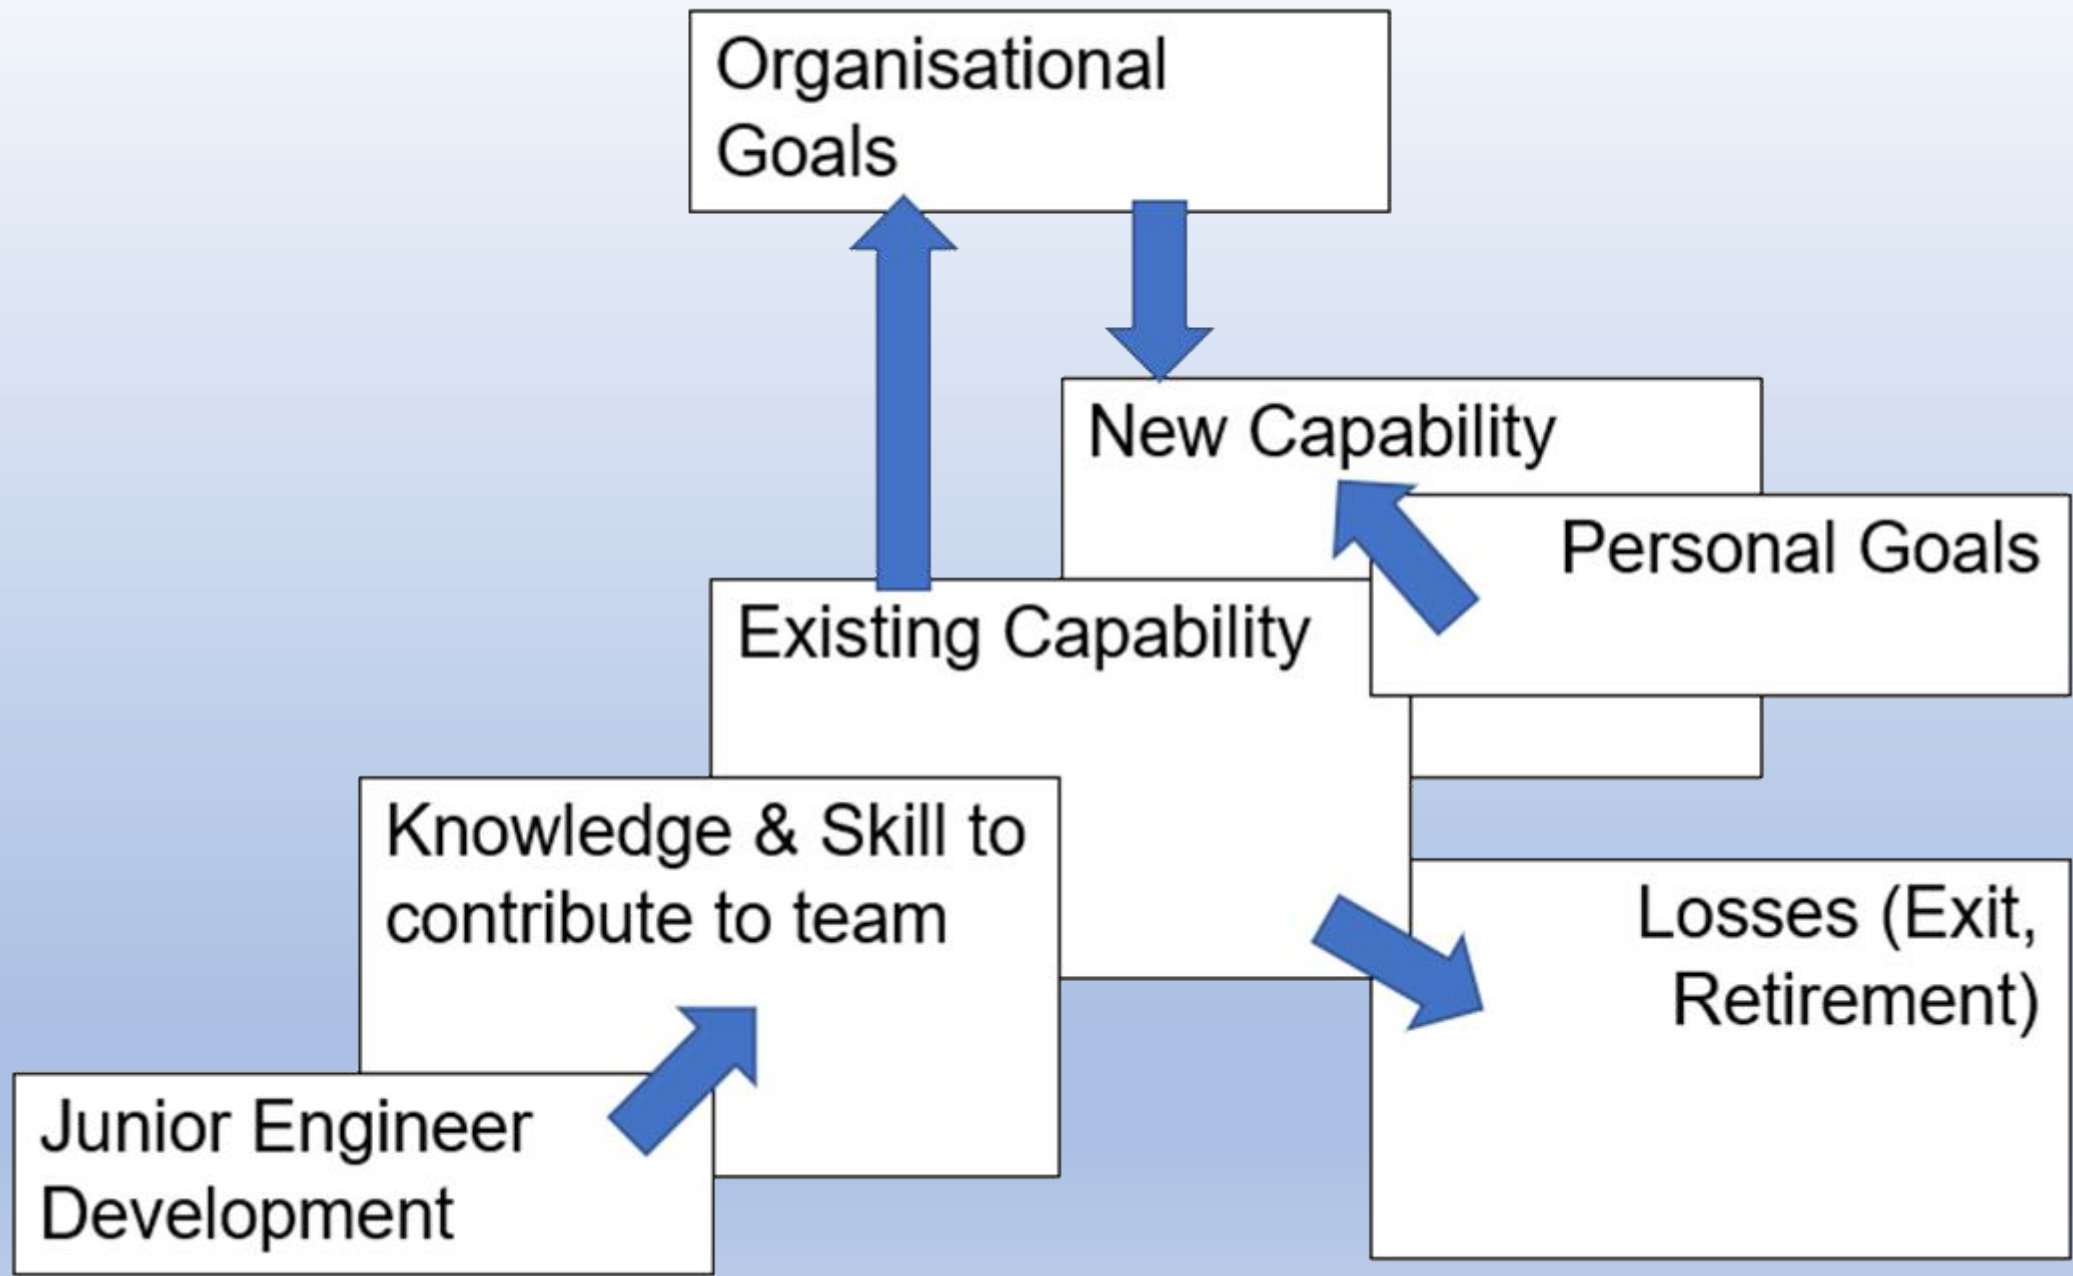 Organisational
Goals
New Capability
Personal Goals
Existing Capability
Knowledge & Skill to
contribute to team
Losses (Exit,
Retirement)
Junior Engineer
Development